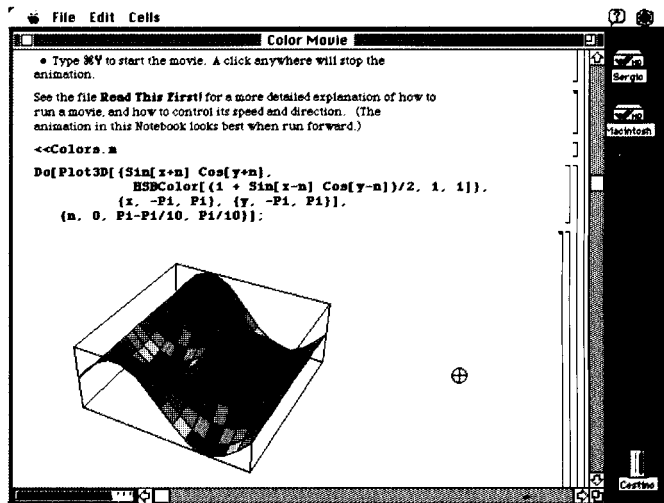 File Edit Cells
Color Movie
• Type ⌘Y to start the movie. A click anywhere will stop the
animation.
See the file Read This First! for a more detailed explanation of how to
run a movie, and how to control its speed and direction. (The
animation in this Notebook looks best when run forward.)
<<Colors.m
Do[Plot3D[{Sin[x+n] Cos[y+n],
HSBColor[(1 + Sin[x-n] Cos[y-n])/2, 1, 1]},
{x, -Pi, Pi}, {y, -Pi, Pi}],
{n, 0, Pi-Pi/10, Pi/10}];
Sergio
Macintosh
Cestino